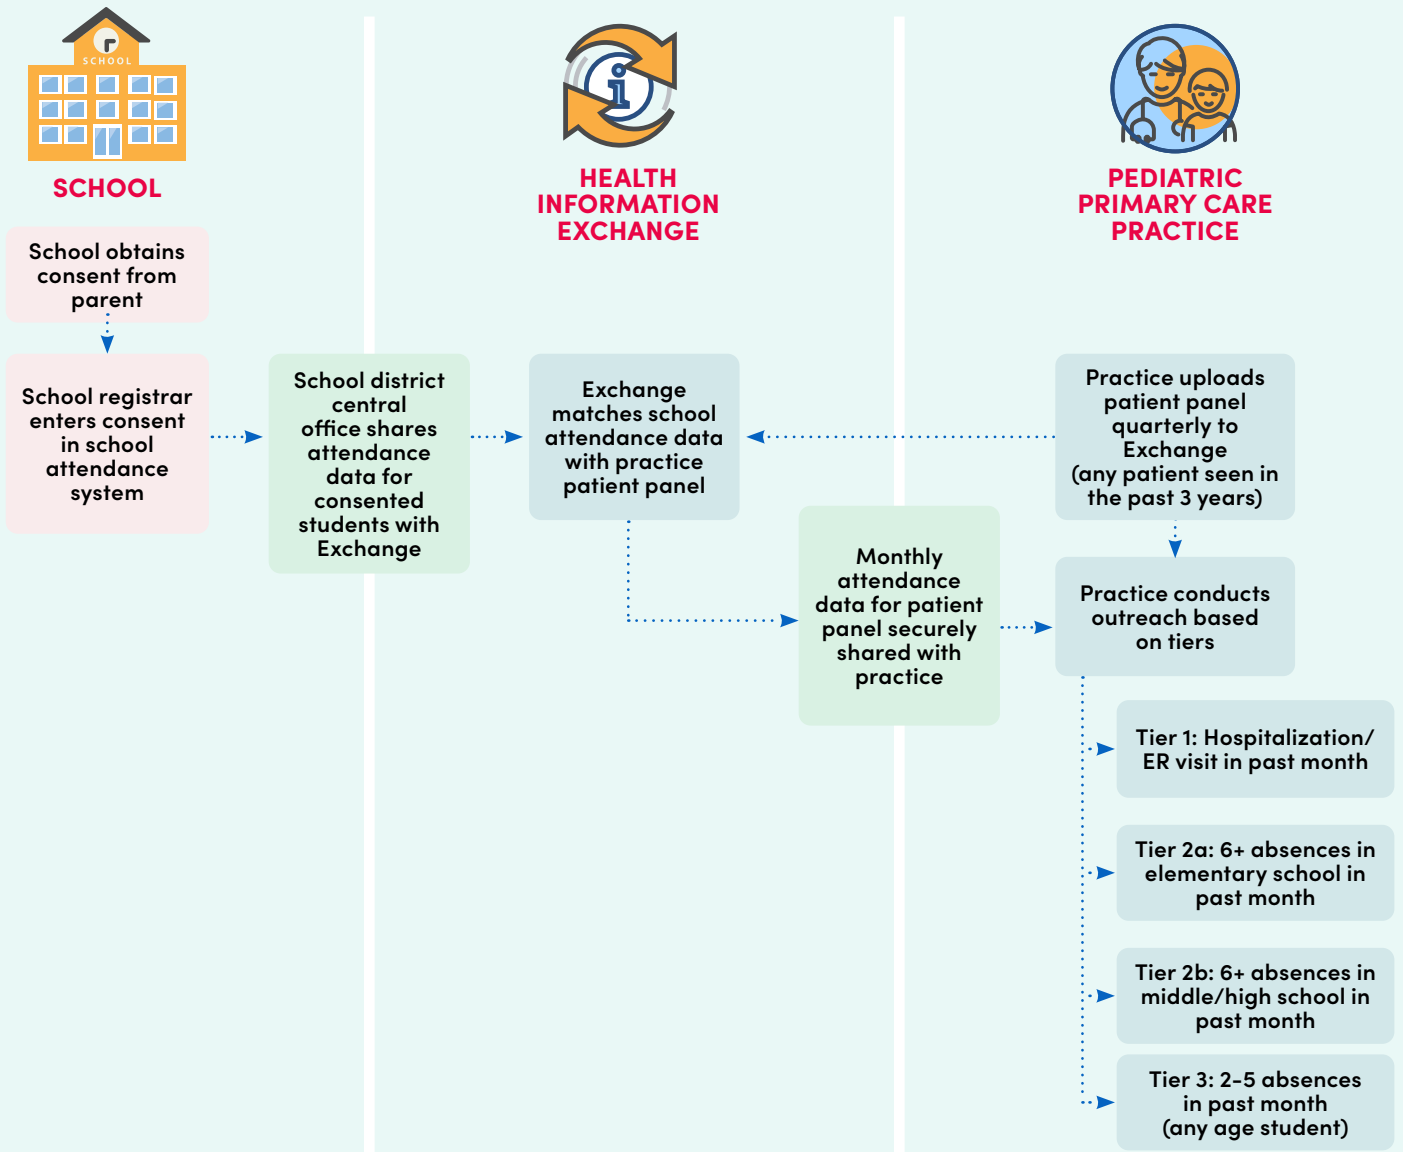 SCHOOL
SCHOOL
School obtains
consent from
parent
School registrar
enters consent
in school
attendance
system
School district
central
office shares
attendance
data for
consented
students with
Exchange
HEALTH
INFORMATION
EXCHANGE
Exchange
matches school
attendance data
with practice
patient panel
Monthly
attendance
data for patient
panel securely
shared with
practice
PEDIATRIC
PRIMARY CARE
PRACTICE
Practice uploads
patient panel
quarterly to
Exchange
(any patient seen in
the past 3 years)
Practice conducts
outreach based
on tiers
Tier 1: Hospitalization/
ER visit in past month
Tier 2a: 6+ absences in
elementary school in
past month
Tier 2b: 6+ absences in
middle/high school in
past month
Tier 3: 2-5 absences
in past month
(any age student)